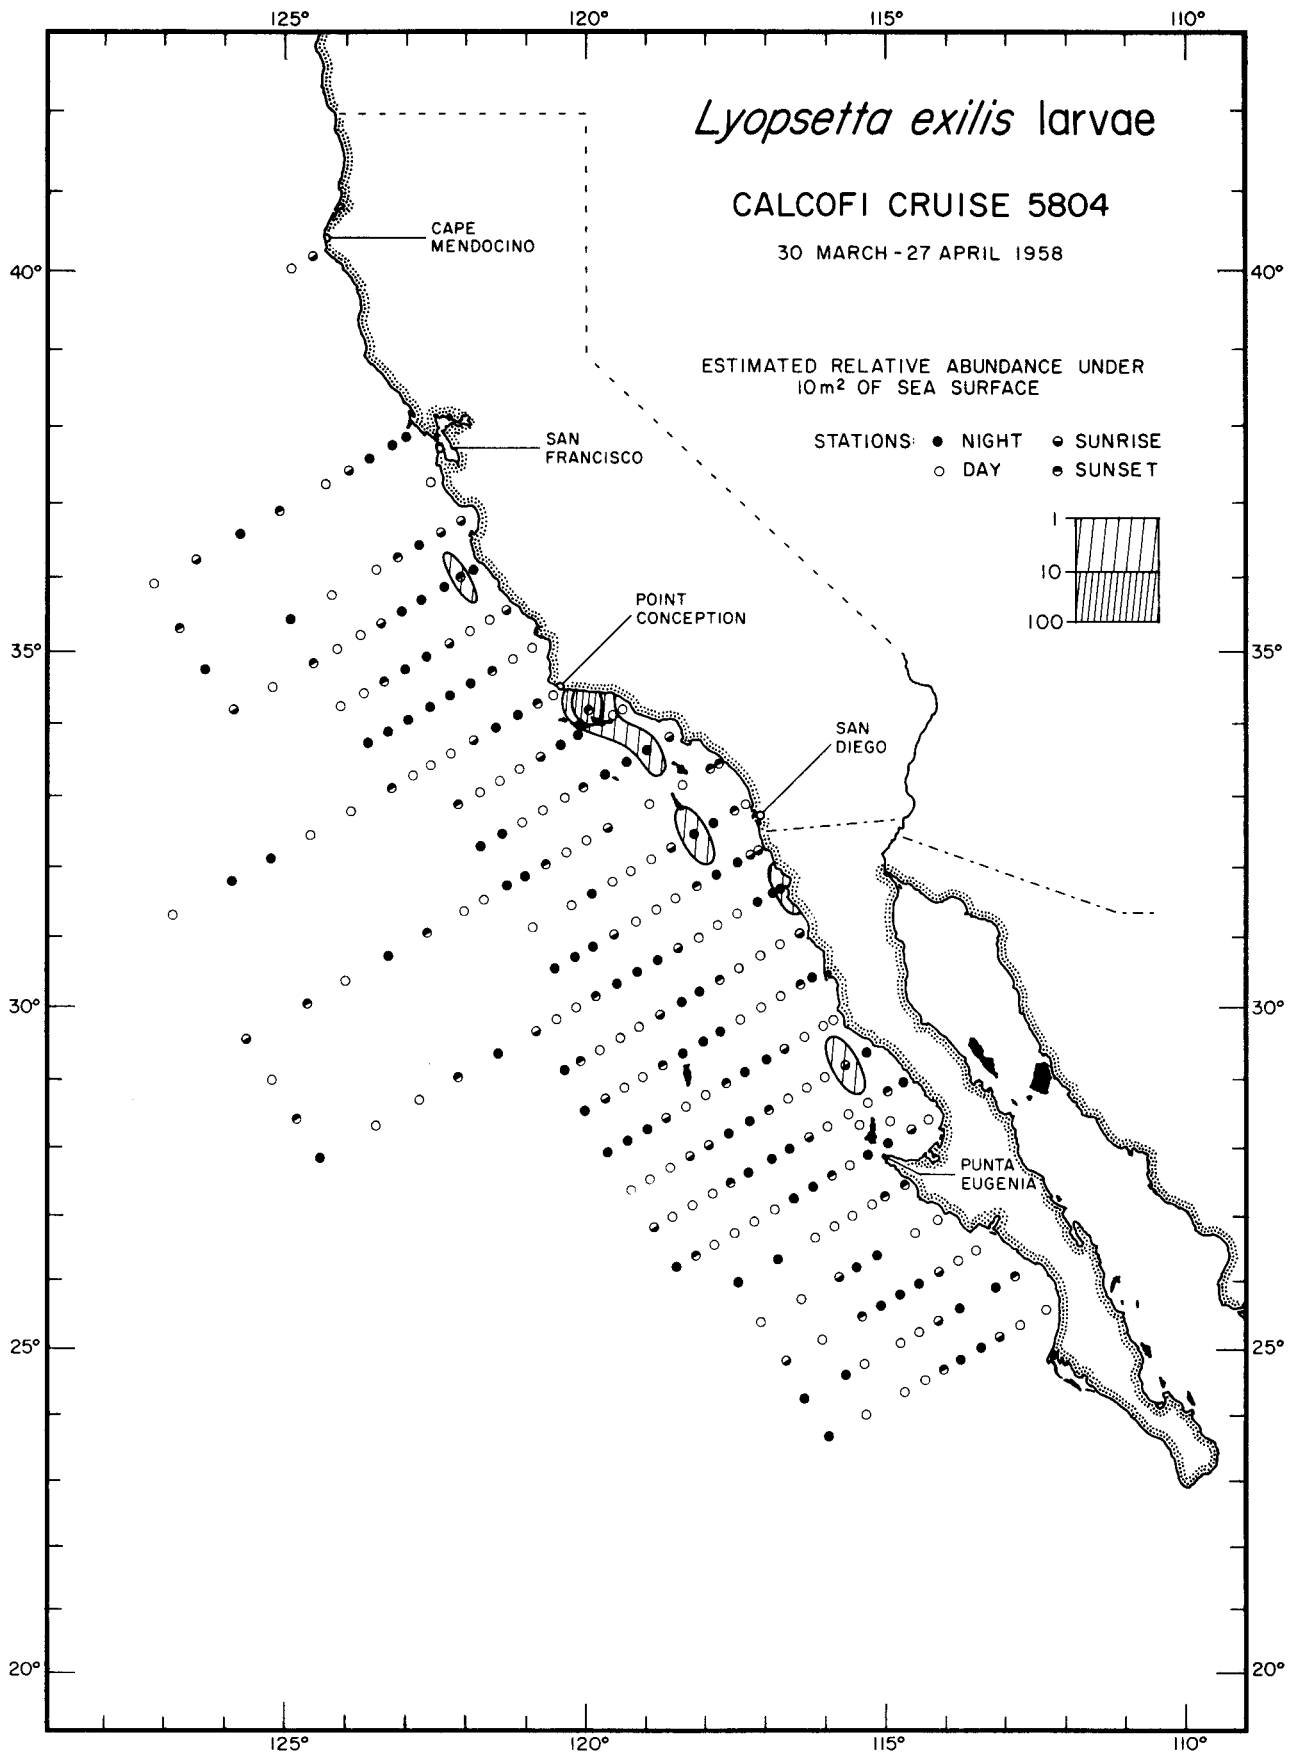 125° 120° 115° 110°
Lyopsetta exilis larvae
CALCOFI CRUISE 5804
30 MARCH - 27 APRIL 1958
CAPE
MENDOCINO
40° 40°
ESTIMATED RELATIVE ABUNDANCE UNDER
10m² OF SEA SURFACE
STATIONS: ● NIGHT SUNRISE
○ DAY SUNSET
SAN
FRANCISCO
1
10
100
POINT
CONCEPTION
35° 35°
SAN
DIEGO
30° 30°
PUNTA
EUGENIA
25° 25°
20° 20°
125° 120° 115° 110°